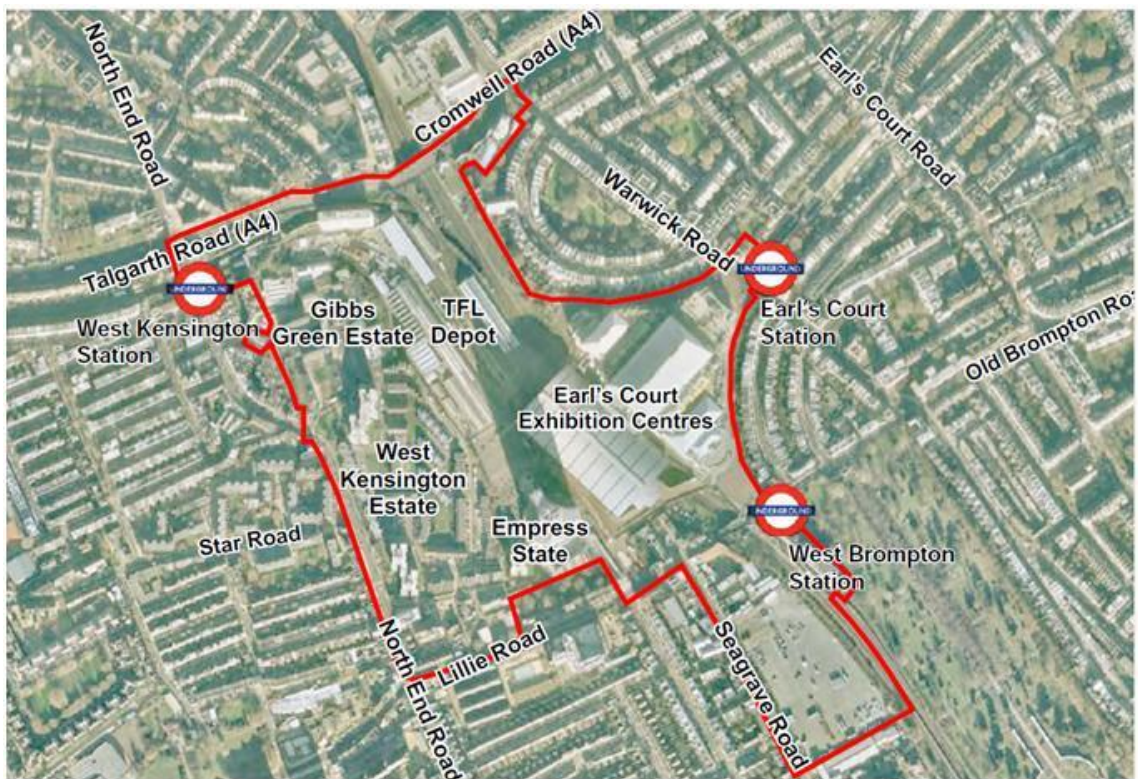 North End Road
Cromwell Road (A4)
Earl's Court Road
Warwick Road
Talgarth Road (A4)
UNDERGROUND
UNDERGROUND
West Kensington
Station
Gibbs
Green Estate
TFL
Depot
Earl's Court
Station
Old Brompton Roa
Earl's Court
Exhibition Centres
West
Kensington
Estate
UNDERGROUND
Empress
State
Star Road
West Brompton
Station
North End Road
Lillie Road
Seagrave Road